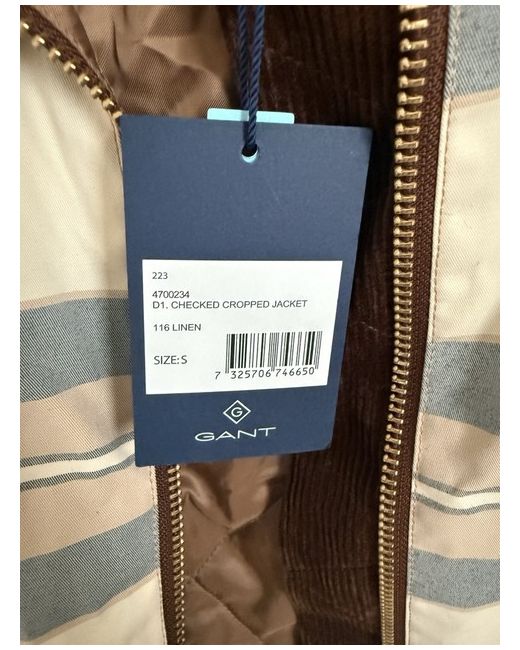 223
4700234
D1. CHECKED CROPPED JACKET
116 LINEN
SIZE: S
7 325706 746650
G
GANT